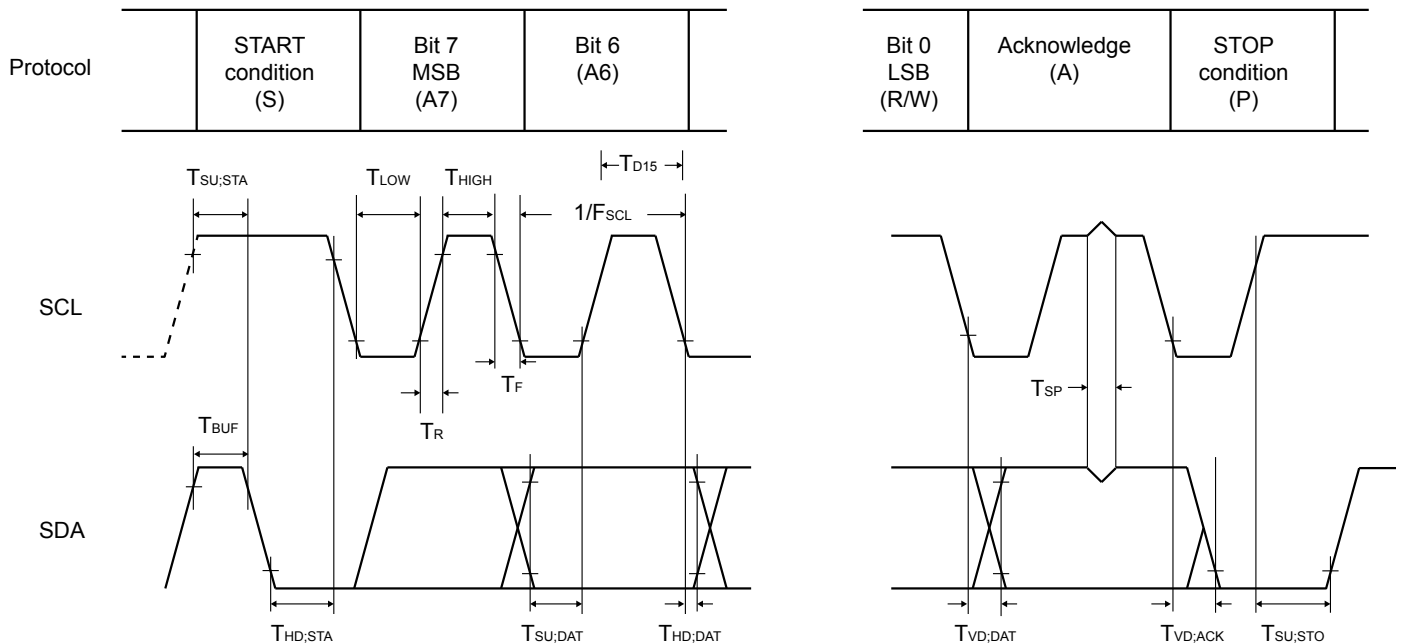 Protocol
START
condition
(S)
Bit 7
MSB
(A7)
Bit 6
(A6)
Bit 0
LSB
(R/W)
Acknowledge
(A)
STOP
condition
(P)
TSU;STA
TLOW
THIGH
TD15
1/FSCL
SCL
TF
TR
TSP
TBUF
SDA
THD;STA
TSU;DAT
THD;DAT
TVD;DAT
TVD;ACK
TSU;STO